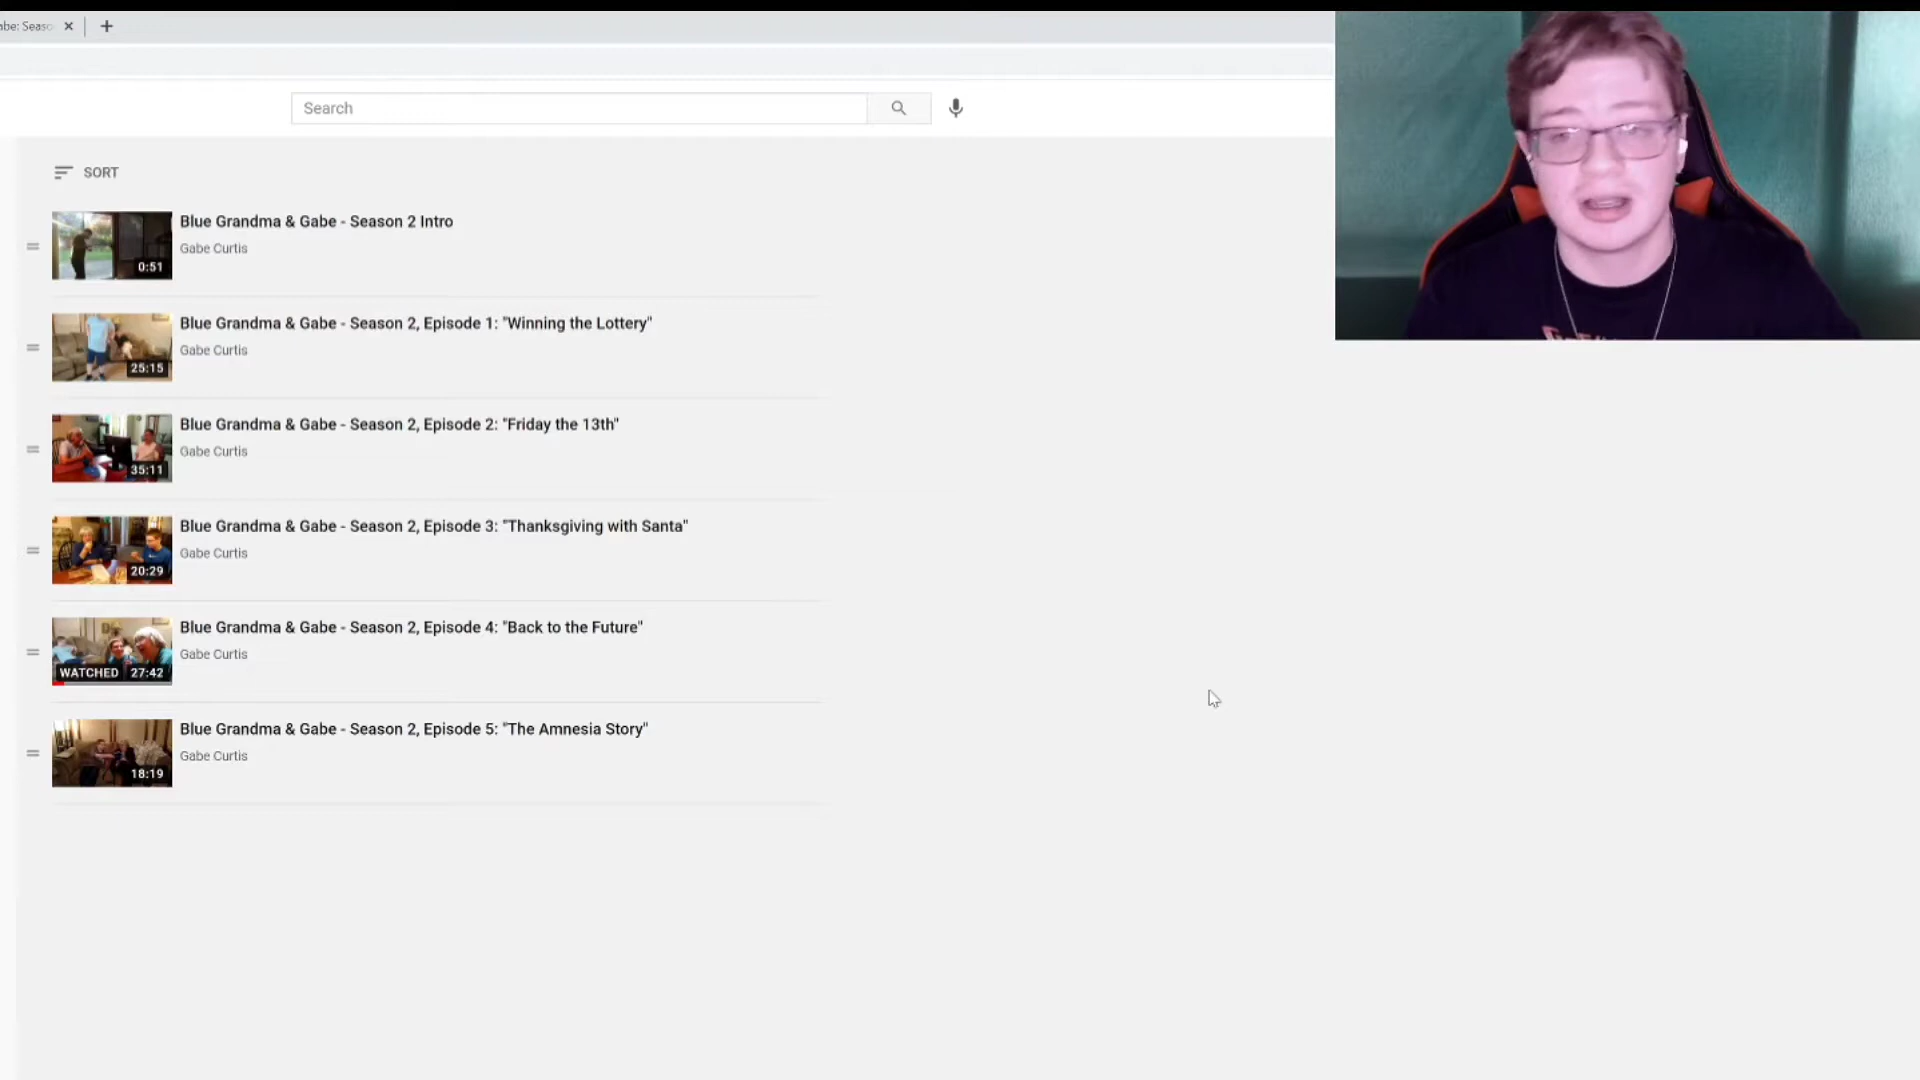 abe: Seaso
Search
SORT
Blue Grandma & Gabe - Season 2 Intro
Gabe Curtis
0:51
Blue Grandma & Gabe - Season 2, Episode 1: "Winning the Lottery"
Gabe Curtis
25:15
Blue Grandma & Gabe - Season 2, Episode 2: "Friday the 13th"
Gabe Curtis
35:11
Blue Grandma & Gabe - Season 2, Episode 3: "Thanksgiving with Santa"
Gabe Curtis
20:29
Blue Grandma & Gabe - Season 2, Episode 4: "Back to the Future"
Gabe Curtis
WATCHED 27:42
Blue Grandma & Gabe - Season 2, Episode 5: "The Amnesia Story"
Gabe Curtis
18:19